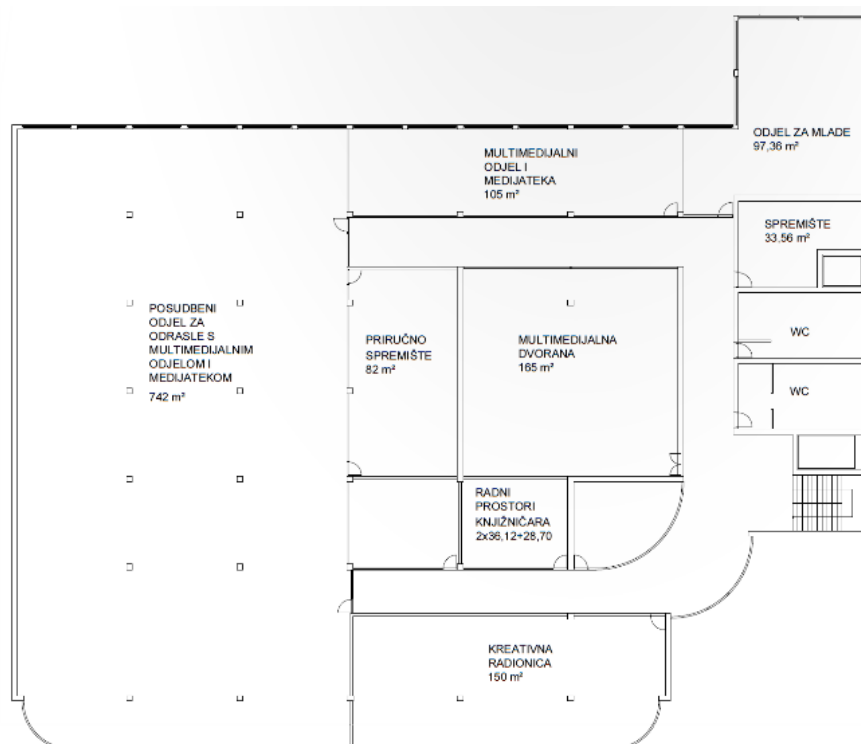 ODJEL ZA MLADE
97,36 m²
MULTIMEDIJALNI
ODJEL I
MEDIJATEKA
105 m²
SPREMIŠTE
33,56 m²
POSUDBENI
ODJEL ZA
ODRASLE S
MULTIMEDIJALNIM
ODJELOM I
MEDIJATEKOM
742 m²
PRIRUČNO
SPREMIŠTE
82 m²
MULTIMEDIJALNA
DVORANA
165 m²
WC
WC
RADNI
PROSTORI
KNJIŽNIČARA
2x36,12+28,70
KREATIVNA
RADIONICA
150 m²